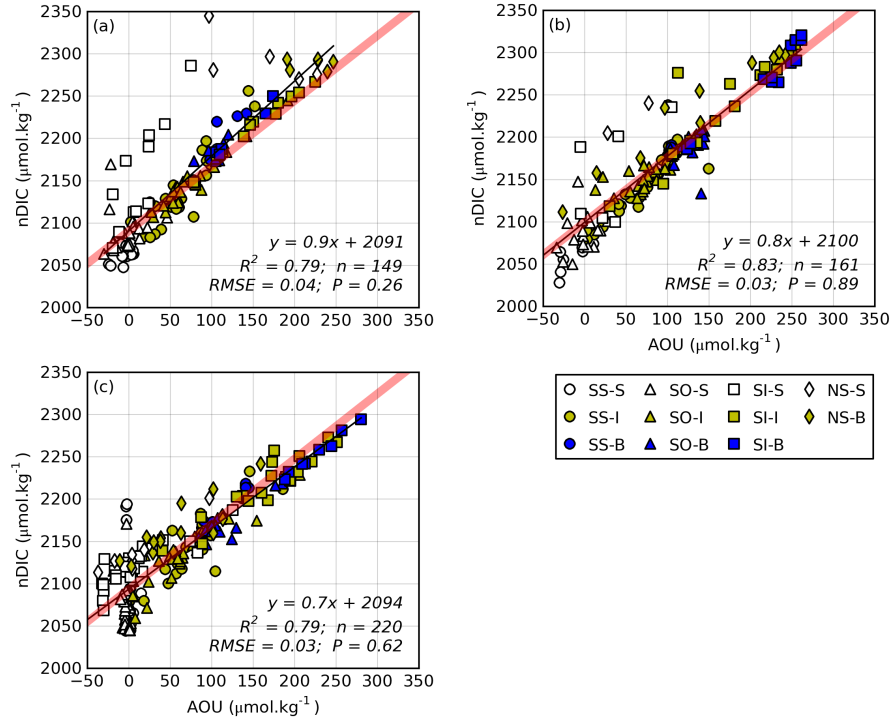 (a)
nDIC (μmol.kg⁻¹)
2350
2300
2250
2200
2150
2100
2050
2000
−50 0 50 100 150 200 250 300 350
y = 0.9x + 2091
R² = 0.79; n = 149
RMSE = 0.04; P = 0.26
(b)
nDIC (μmol.kg⁻¹)
2350
2300
2250
2200
2150
2100
2050
2000
y = 0.8x + 2100
R² = 0.83; n = 161
RMSE = 0.03; P = 0.89
−50 0 50 100 150 200 250 300 350
AOU (μmol.kg⁻¹)
(c)
nDIC (μmol.kg⁻¹)
2350
2300
2250
2200
2150
2100
2050
2000
y = 0.7x + 2094
R² = 0.79; n = 220
RMSE = 0.03; P = 0.62
−50 0 50 100 150 200 250 300 350
AOU (μmol.kg⁻¹)
SS-S SO-S SI-S NS-S
SS-I SO-I SI-I NS-B
SS-B SO-B SI-B